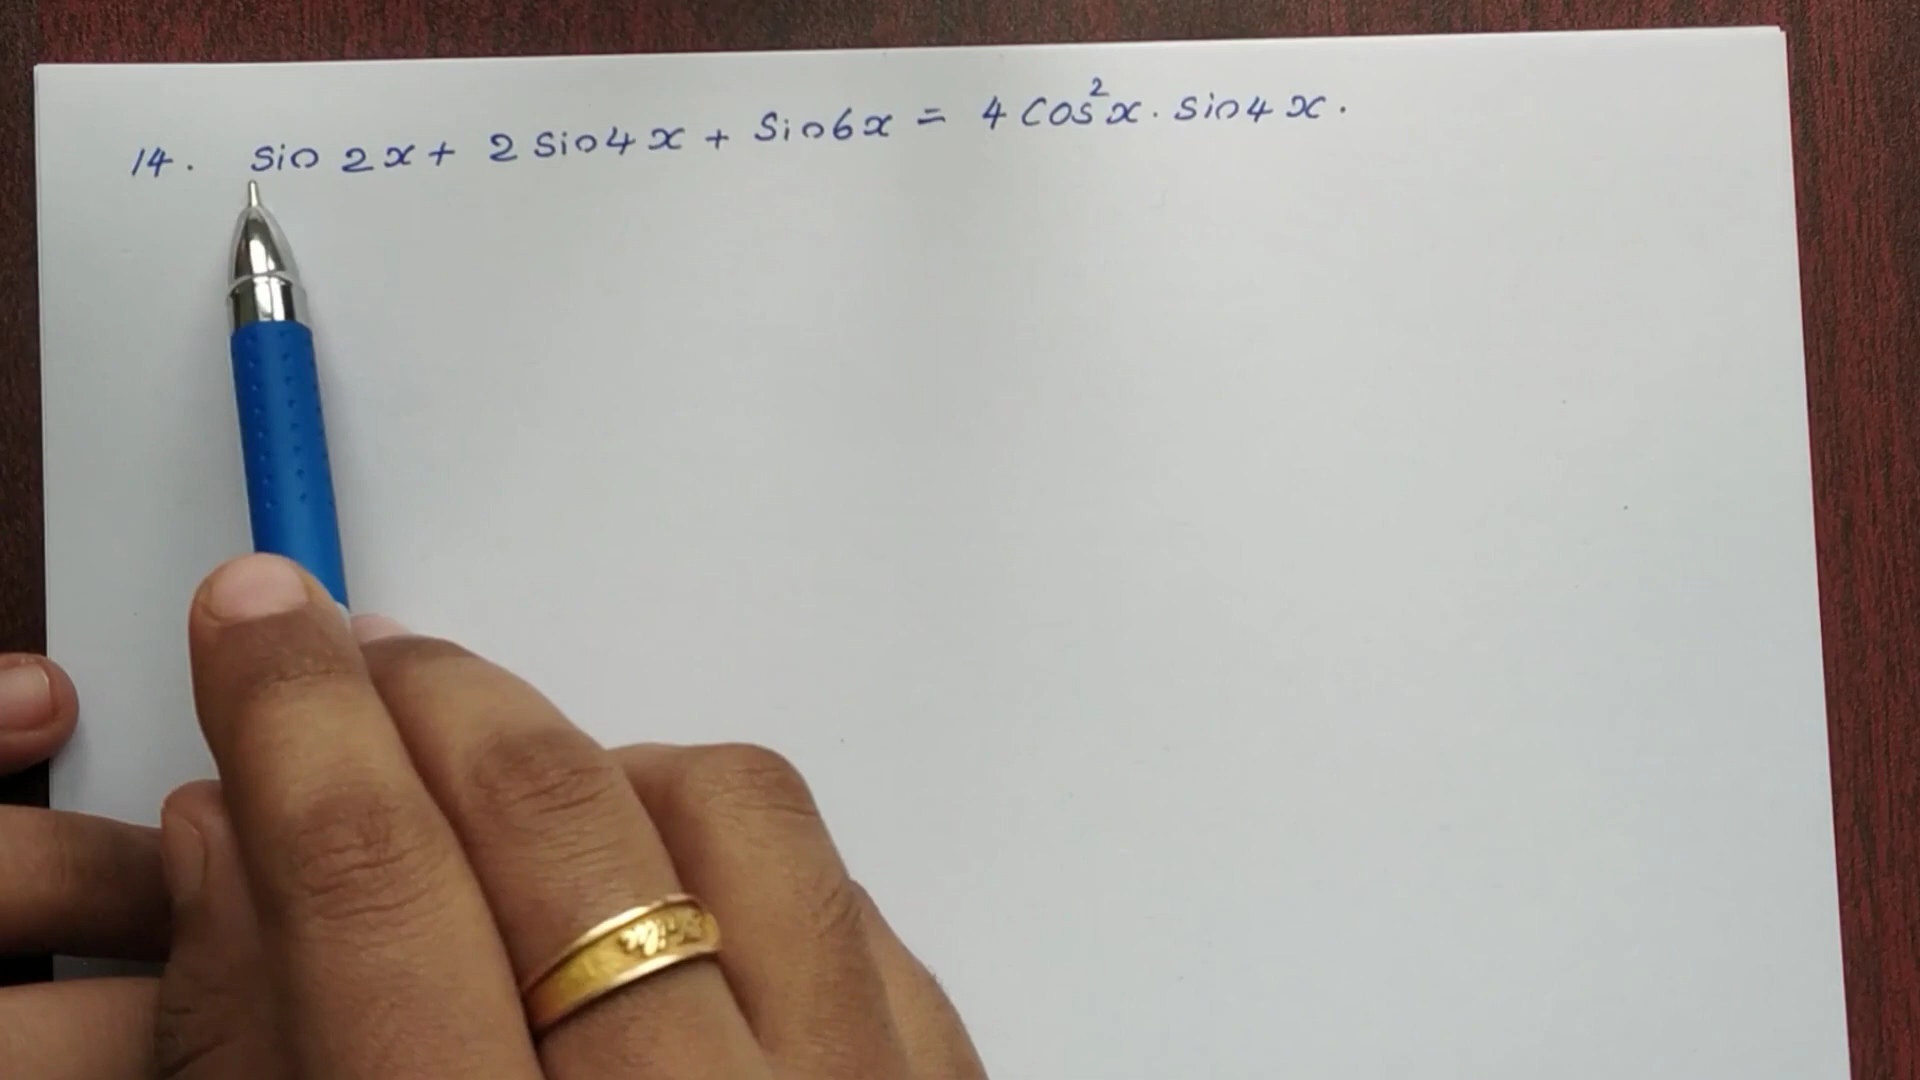 14. Sin 2x + 2 Sin4x + Sin6x = 4 Cos²x. Sin4x.